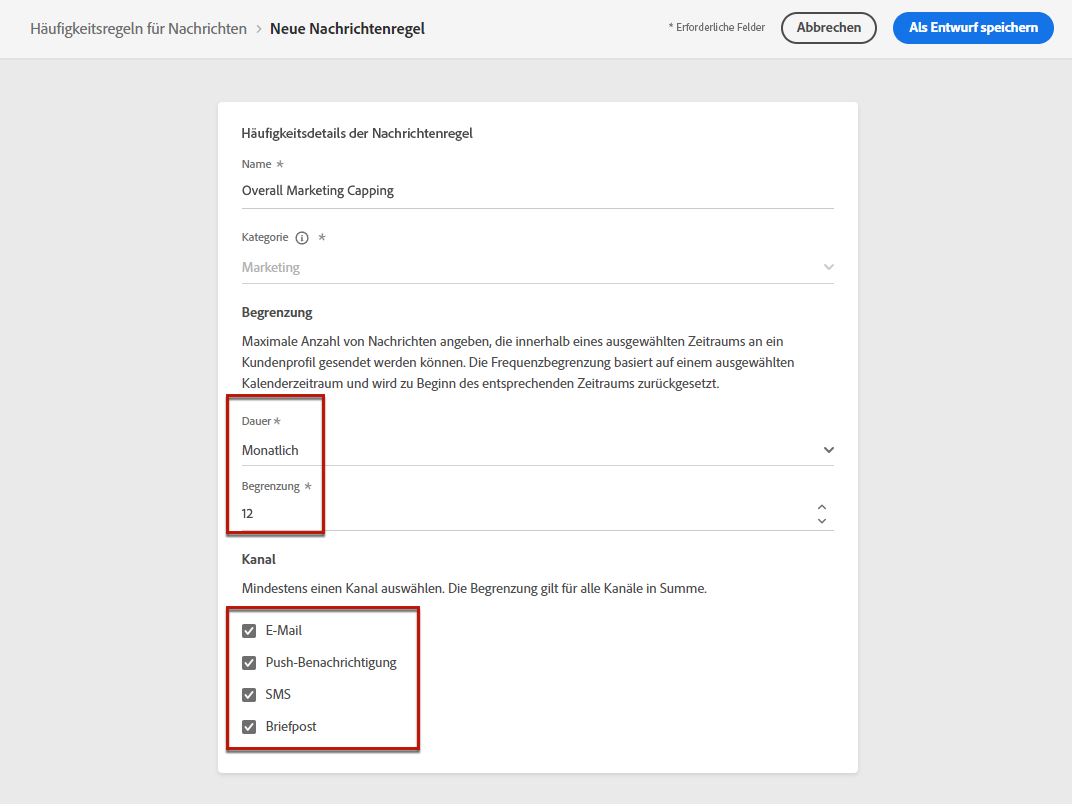 Häufigkeitsregeln für Nachrichten > Neue Nachrichtenregel
* Erforderliche Felder
Abbrechen
Als Entwurf speichern
Häufigkeitsdetails der Nachrichtenregel
Name *
Overall Marketing Capping
Kategorie *
Marketing
Begrenzung
Maximale Anzahl von Nachrichten angeben, die innerhalb eines ausgewählten Zeitraums an ein
Kundenprofil gesendet werden können. Die Frequenzbegrenzung basiert auf einem ausgewählten
Kalenderzeitraum und wird zu Beginn des entsprechenden Zeitraums zurückgesetzt.
Dauer *
Monatlich
Begrenzung *
12
Kanal
Mindestens einen Kanal auswählen. Die Begrenzung gilt für alle Kanäle in Summe.
E-Mail
Push-Benachrichtigung
SMS
Briefpost